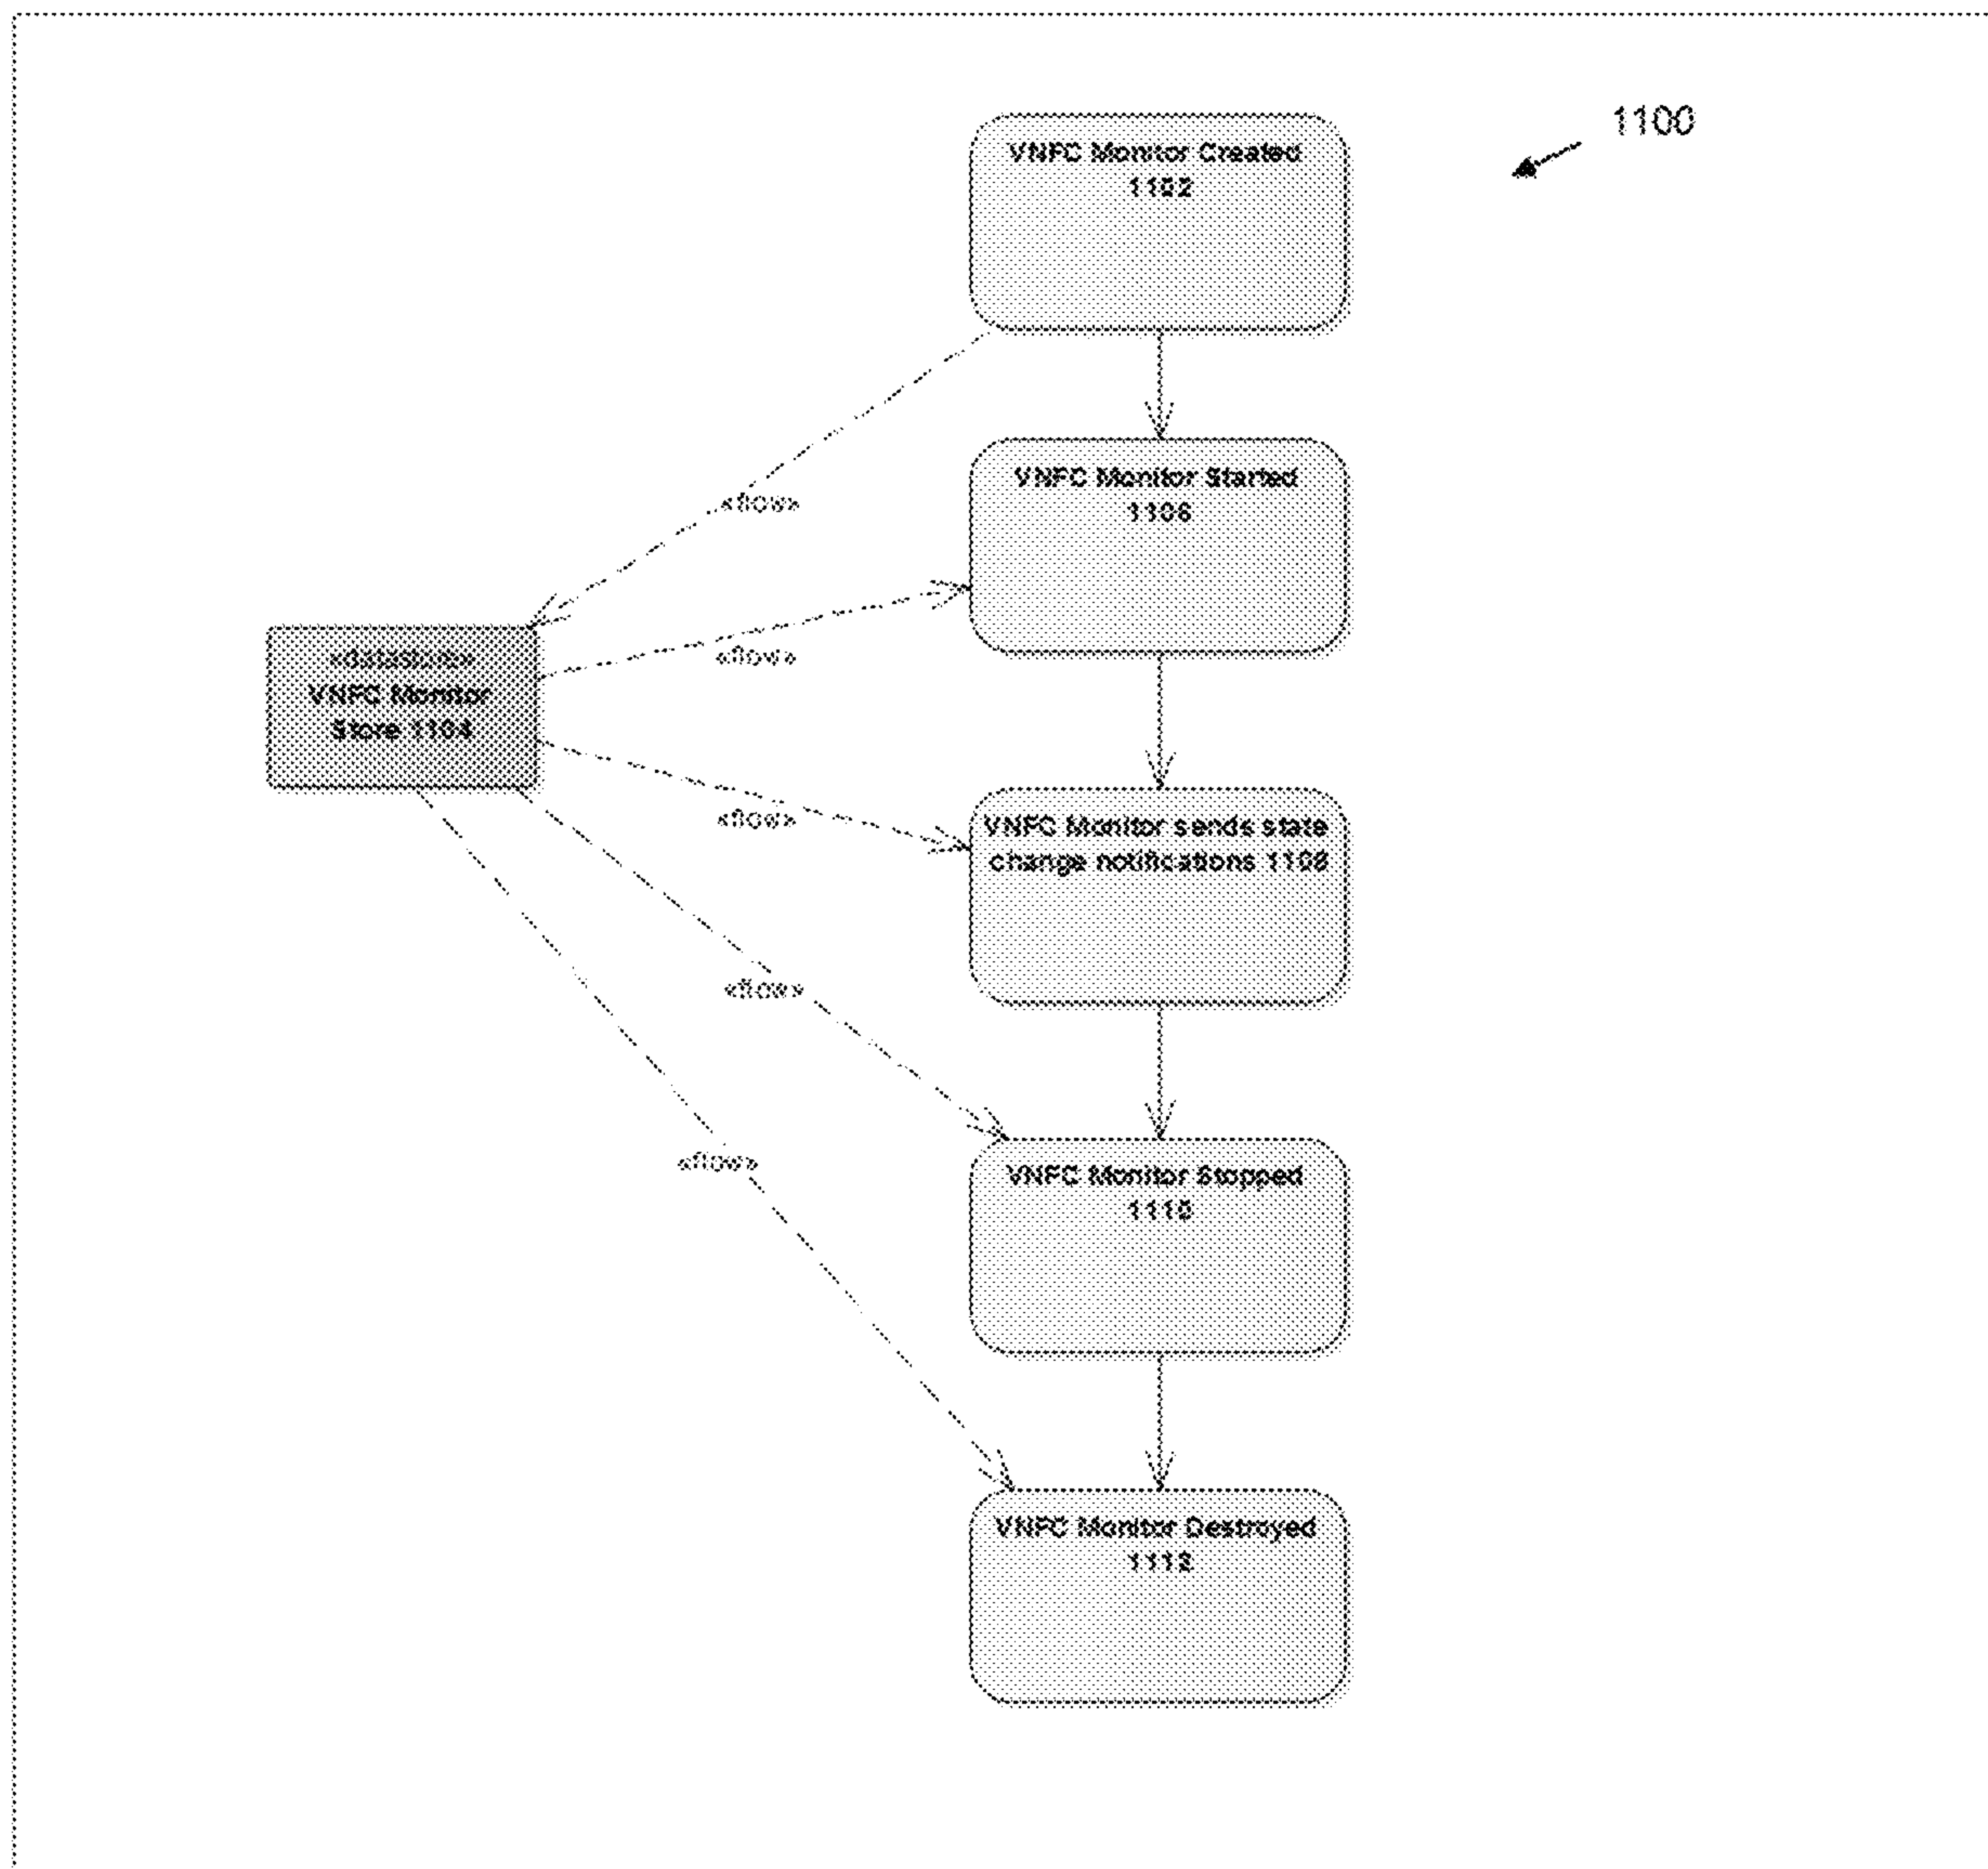 1100
VNFC Monitor Created
1102
VNFC Monitor Started
1106
«flow»
«datastore»
VNFC Monitor
Store 1104
«flow»
«flow»
VNFC Monitor sends state
change notifications 1108
«flow»
VNFC Monitor Stopped
1110
«flow»
VNFC Monitor Destroyed
1112